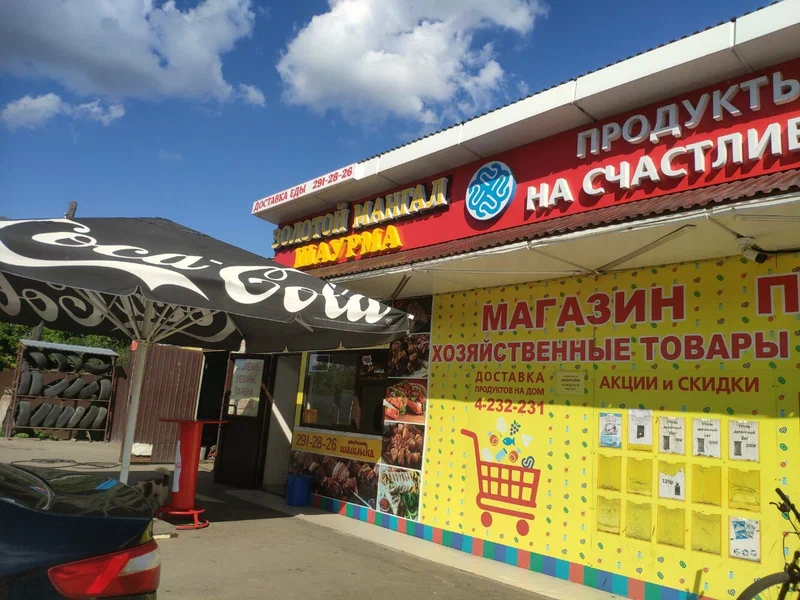 ДОСТАВКА ЕДЫ 291-28-26
ЗОЛОТОЙ МАНГАЛ
ШАУРМА
ПРОДУКТЫ
НА СЧАСТЛИВ
Coca-Cola
МАГАЗИН П
ХОЗЯЙСТВЕННЫЕ ТОВАРЫ
ДОСТАВКА
ПРОДУКТОВ НА ДОМ
4-232-231
АКЦИИ и СКИДКИ
291-28-26
шашлыка